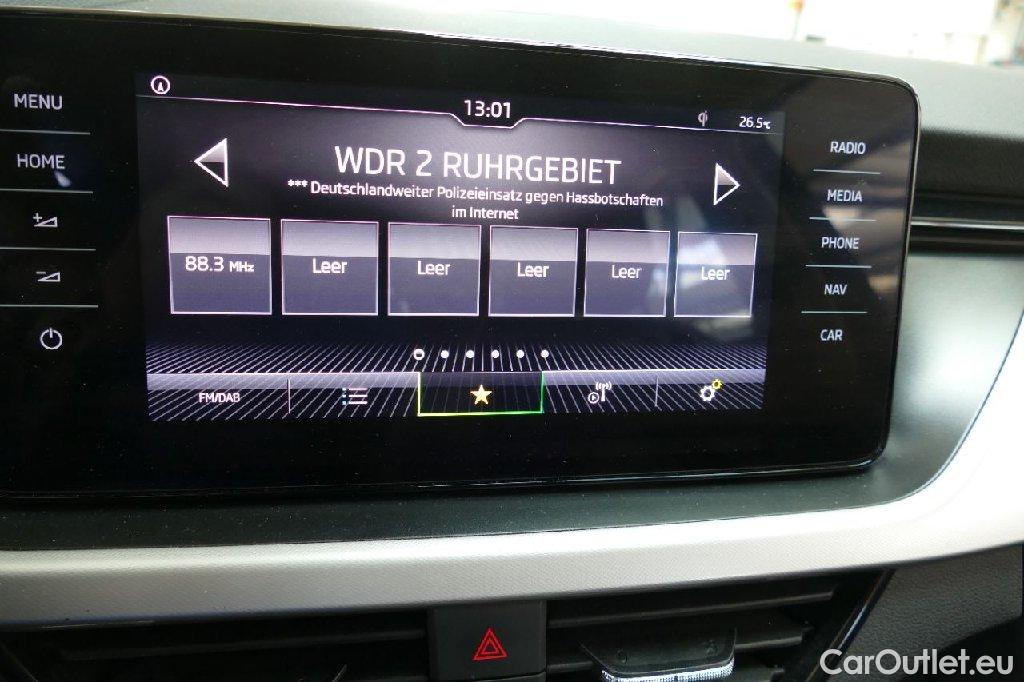 MENU
HOME
13:01
26.5°C
WDR 2 RUHRGEBIET
*** Deutschlandweiter Polizeieinsatz gegen Hassbotschaften
im Internet
88.3 MHz
Leer
Leer
Leer
Leer
Leer
FM/DAB
RADIO
MEDIA
PHONE
NAV
CAR
CarOutlet.eu